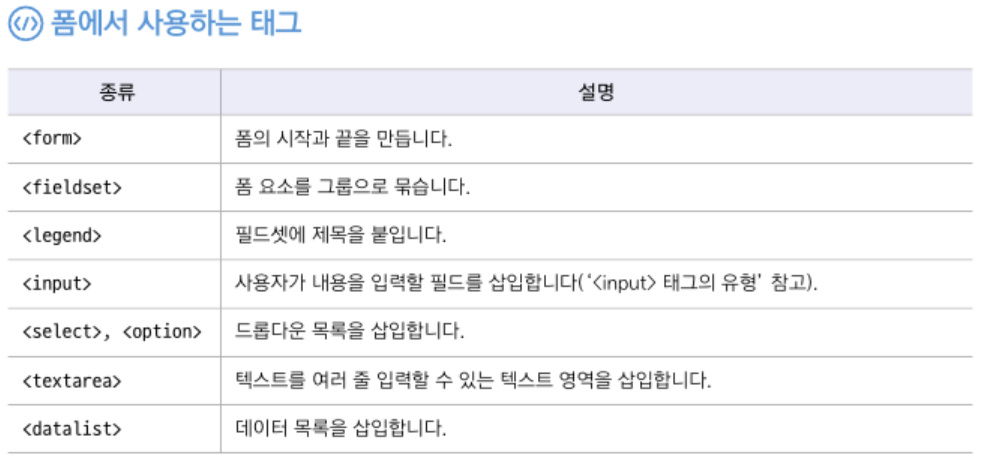 </> 폼에서 사용하는 태그
종류 설명
<form> 폼의 시작과 끝을 만듭니다.
<fieldset> 폼 요소를 그룹으로 묶습니다.
<legend> 필드셋에 제목을 붙입니다.
<input> 사용자가 내용을 입력할 필드를 삽입합니다(‘<input> 태그의 유형’ 참고).
<select>, <option> 드롭다운 목록을 삽입합니다.
<textarea> 텍스트를 여러 줄 입력할 수 있는 텍스트 영역을 삽입합니다.
<datalist> 데이터 목록을 삽입합니다.